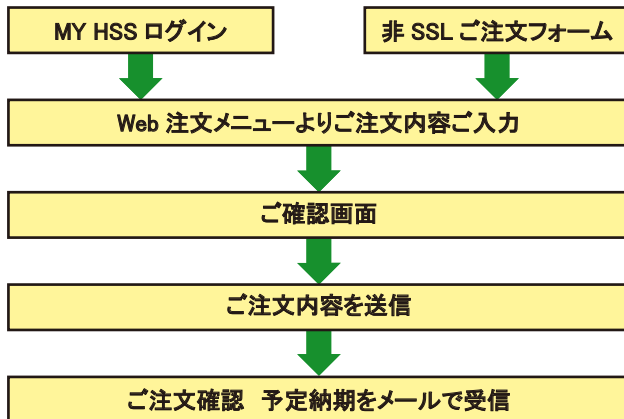 MY HSS ログイン
非 SSL ご注文フォーム
Web 注文メニューよりご注文内容ご入力
ご確認画面
ご注文内容を送信
ご注文確認 予定納期をメールで受信